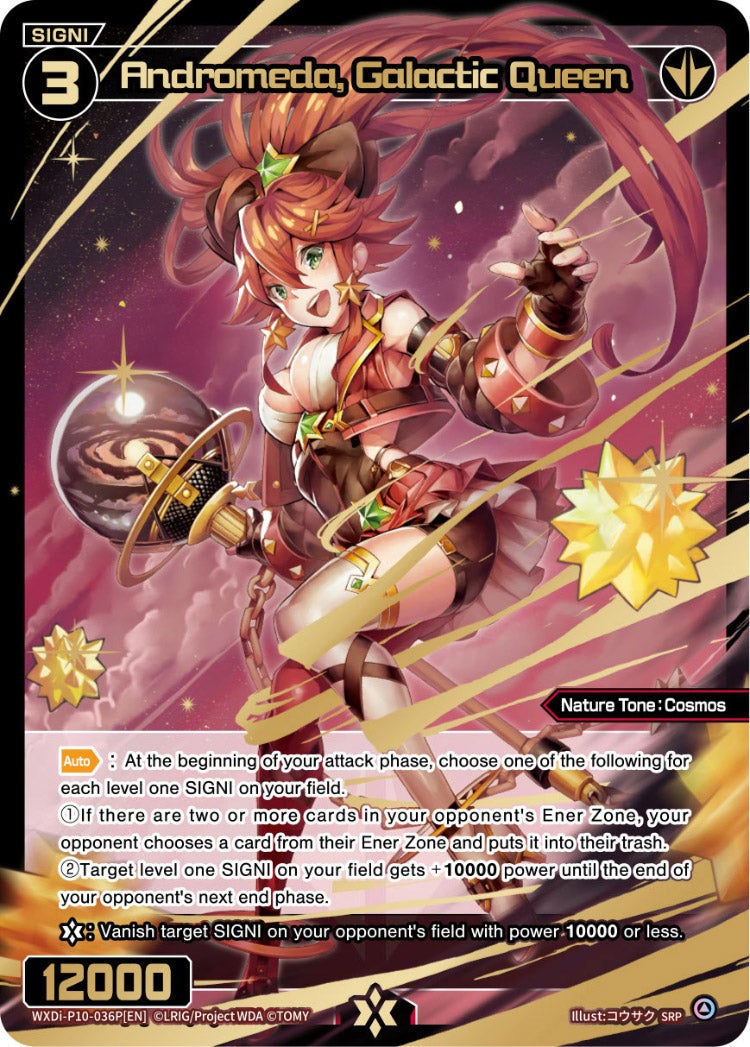 SIGNI
3 Andromeda, Galactic Queen
Nature Tone:Cosmos
Auto : At the beginning of your attack phase, choose one of the following for
each level one SIGNI on your field.
①If there are two or more cards in your opponent's Ener Zone, your
opponent chooses a card from their Ener Zone and puts it into their trash.
②Target level one SIGNI on your field gets +10000 power until the end of
your opponent's next end phase.
: Vanish target SIGNI on your opponent's field with power 10000 or less.
12000
WXDi-P10-036P[EN] ©LRIG/Project WDA ©TOMY
Illust:コウサク SRP